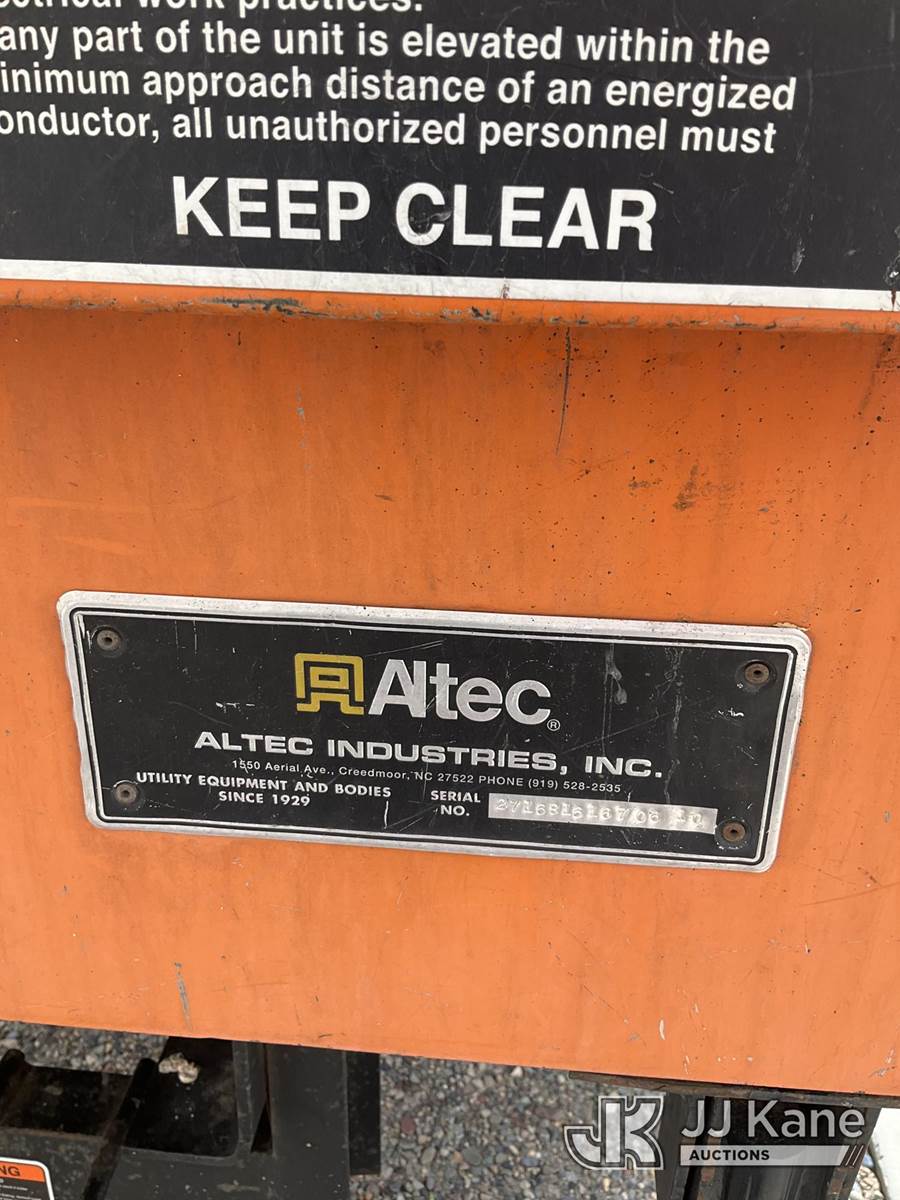 any part of the unit is elevated within the
inimum approach distance of an energized
onductor, all unauthorized personnel must
KEEP CLEAR
Altec®
ALTEC INDUSTRIES, INC.
1550 Aerial Ave., Creedmoor, NC 27522 PHONE (919) 528-2535
UTILITY EQUIPMENT AND BODIES
SINCE 1929
SERIAL
NO.
NG
JK JJ Kane
AUCTIONS